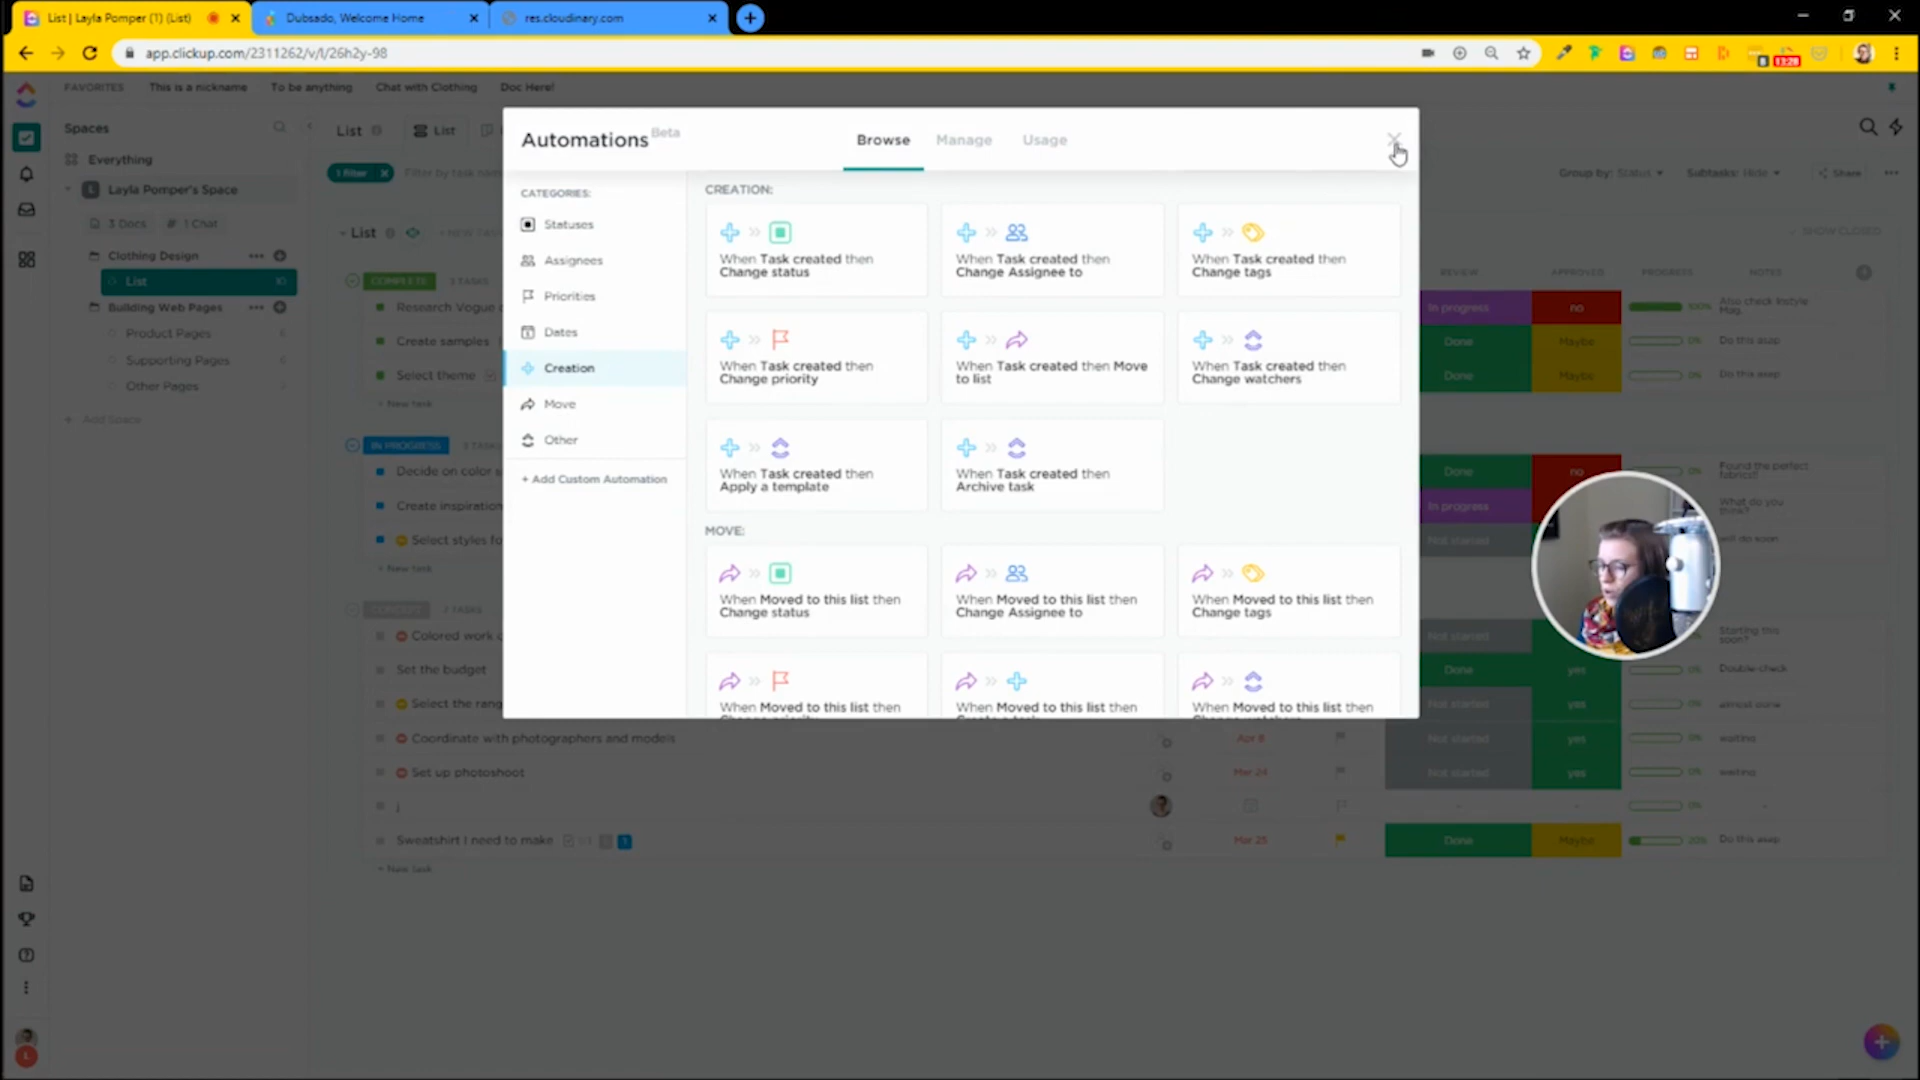 List | Layla Pomper (1) (List)
Dubsado, Welcome Home
res.cloudinary.com
app.clickup.com/2311262/v/l/26h2y-98
FAVORITES This is a nickname To be anything Chat with Clothing Doc Here!
Spaces
Everything
L Layla Pomper's Space
3 Docs # 1 Chat
Clothing Design
List 10
Building Web Pages
Product Pages 6
Supporting Pages 6
Other Pages
+ Add Space
List List
1 filter Filter by task
Group by: Status Subtasks: Hide Share
List
SHOW CLOSED
Automations Beta
Browse Manage Usage
CATEGORIES:
Statuses
Assignees
Priorities
Dates
Creation
Move
Other
+ Add Custom Automation
CREATION:
When Task created then
Change status
When Task created then
Change Assignee to
When Task created then
Change tags
When Task created then
Change priority
When Task created then Move
to list
When Task created then
Change watchers
When Task created then
Apply a template
When Task created then
Archive task
MOVE:
When Moved to this list then
Change status
When Moved to this list then
Change Assignee to
When Moved to this list then
Change tags
When Moved to this list then
When Moved to this list then
When Moved to this list then
COMPLETE 3 TASKS
REVIEW APPROVED PROGRESS NOTES
Research Vogue
In progress no 100% Also check kstyle
Mag.
Create samples
Done Maybe 0% Do this asap
Select theme
Done Maybe 0% Do this asap
+ New task
IN PROGRESS 3 TASKS
Decide on color
Done no 0% Found the perfect
fabrics!!
Create inspiration
In progress What do you
think?
Select styles fo
Not started will do soon
+ New task
CONCEPT 7 TASKS
Colored work
Not started Starting this
soon?
Set the budget
Done yes 0% Double-check
Select the rang
Not started yes 0% almost done
Coordinate with photographers and models
Apr 8 Not started yes 0% waiting
Set up photoshoot
Mar 24 Not started yes 0% waiting
j
- - 0% -
Sweatshirt I need to make
Mar 25 Done Maybe 20% Do this asap
+ New task
L